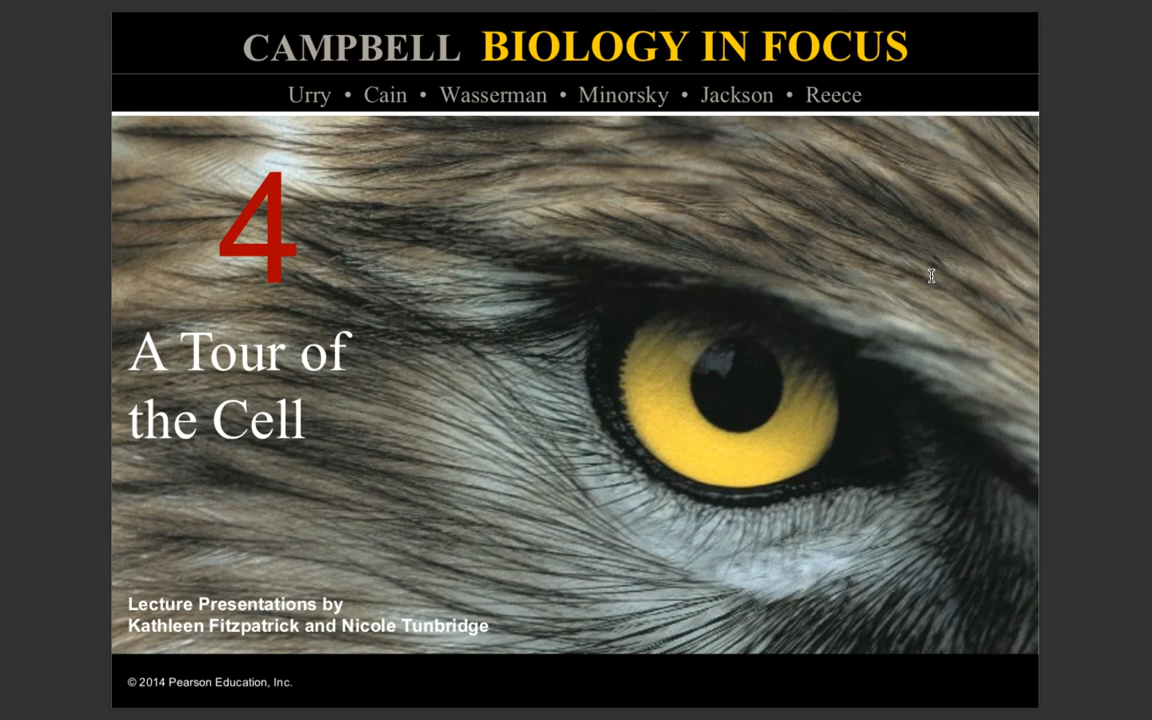 CAMPBELL BIOLOGY IN FOCUS
Urry • Cain • Wasserman • Minorsky • Jackson • Reece
4
A Tour of
the Cell
Lecture Presentations by
Kathleen Fitzpatrick and Nicole Tunbridge
© 2014 Pearson Education, Inc.